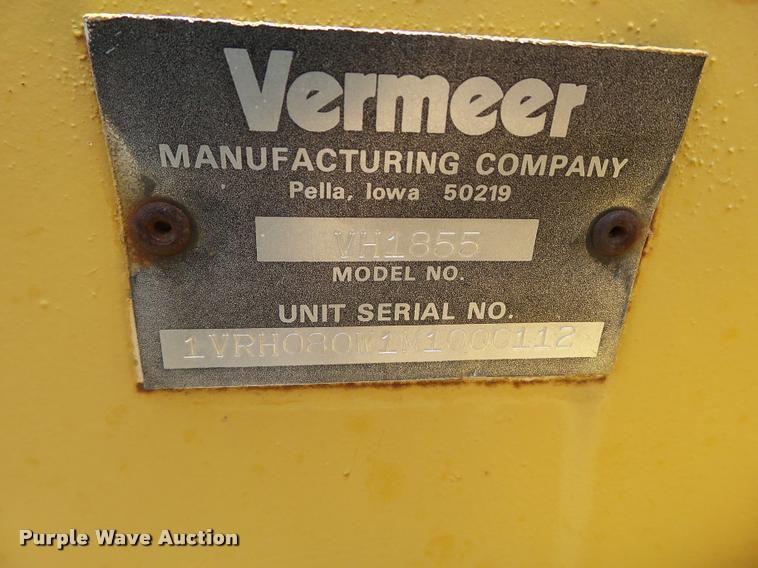 Vermeer
MANUFACTURING COMPANY
Pella, Iowa 50219
VH1855
MODEL NO.
UNIT SERIAL NO.
1VRH080W1M1000112
Purple Wave Auction